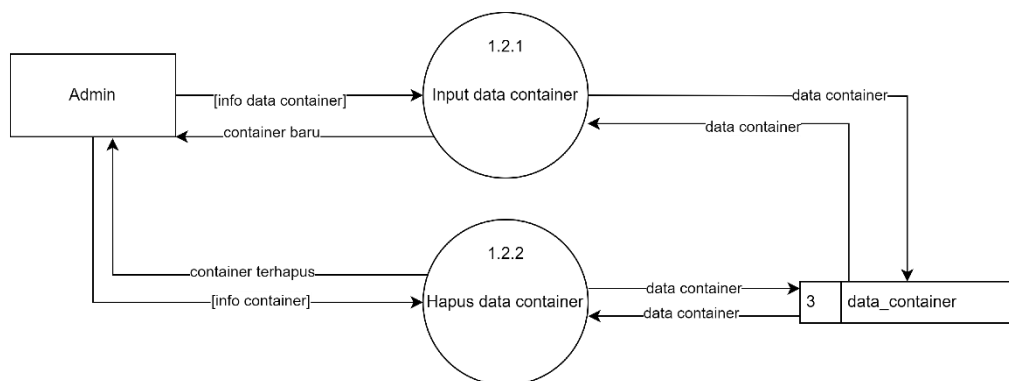 1.2.1
Admin
Input data container
[info data container]
data container
container baru
data container
1.2.2
container terhapus
[info container]
Hapus data container
data container
data container
3
data_container